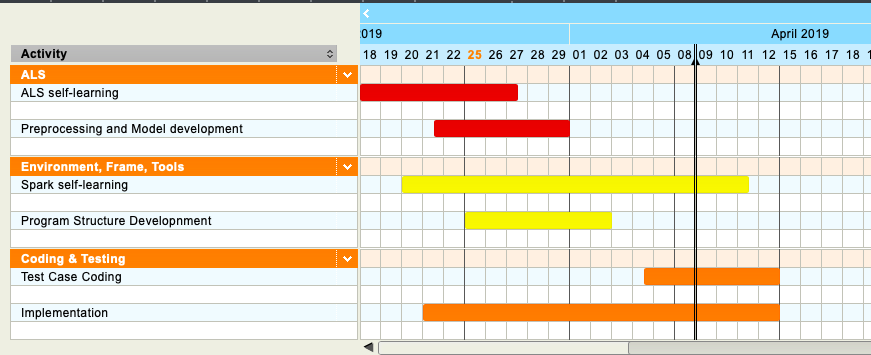 019 April 2019
Activity 18 19 20 21 22 25 26 27 28 29 01 02 03 04 05 08 09 10 11 12 15 16 17 18
ALS
ALS self-learning
Preprocessing and Model development
Environment, Frame, Tools
Spark self-learning
Program Structure Developnment
Coding & Testing
Test Case Coding
Implementation